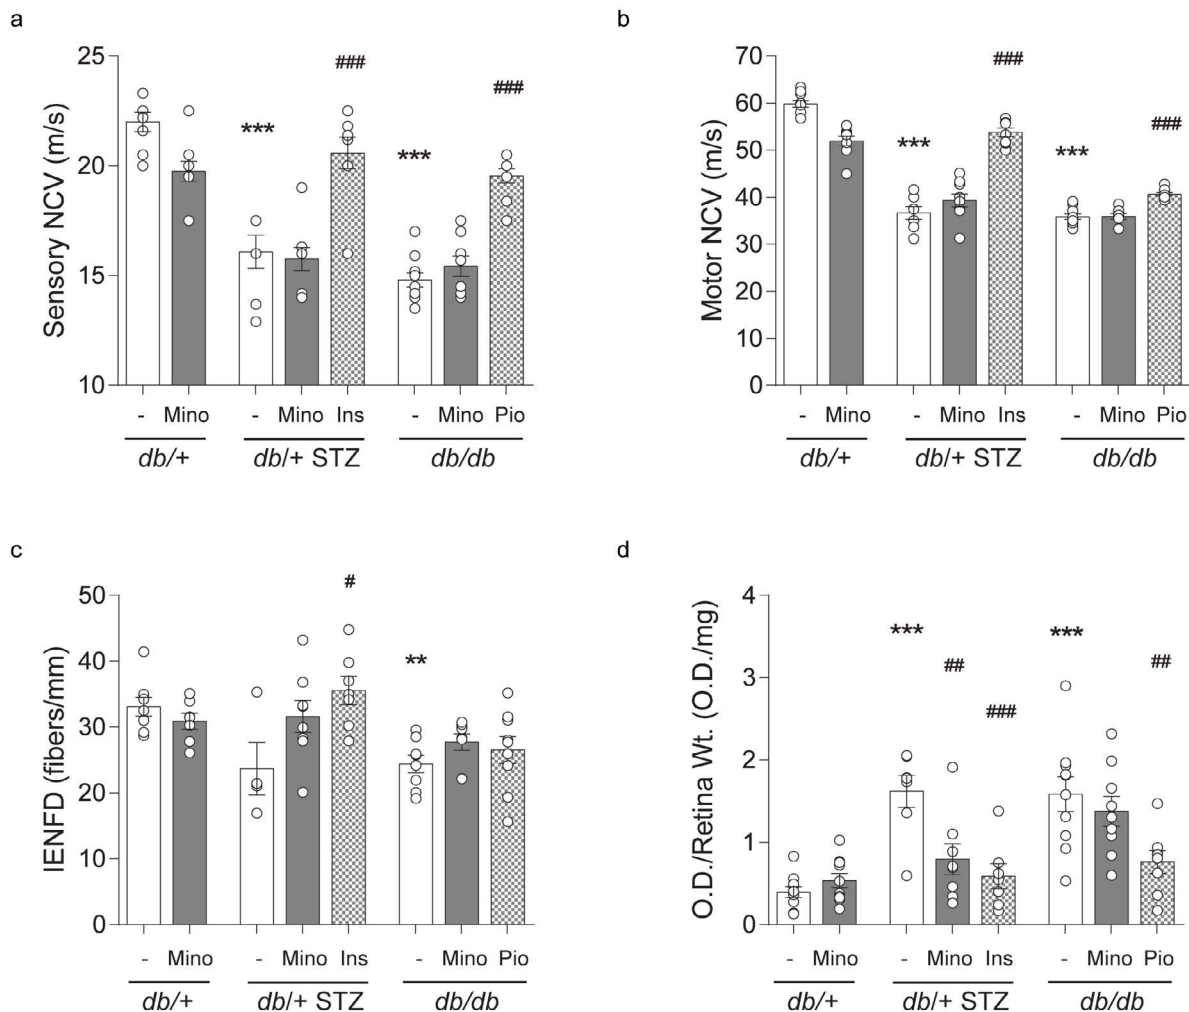 a
Sensory NCV (m/s)
25
20
15
10
***
###
***
###
- Mino - Mino Ins - Mino Pio
db/+ db/+ STZ db/db
b
Motor NCV (m/s)
70
60
50
40
30
20
10
0
***
###
***
###
- Mino - Mino Ins - Mino Pio
db/+ db/+ STZ db/db
c
IENFD (fibers/mm)
50
40
30
20
10
0
#
**
- Mino - Mino Ins - Mino Pio
db/+ db/+ STZ db/db
d
O.D./Retina Wt. (O.D./mg)
4
3
2
1
0
***
##
###
***
##
- Mino - Mino Ins - Mino Pio
db/+ db/+ STZ db/db